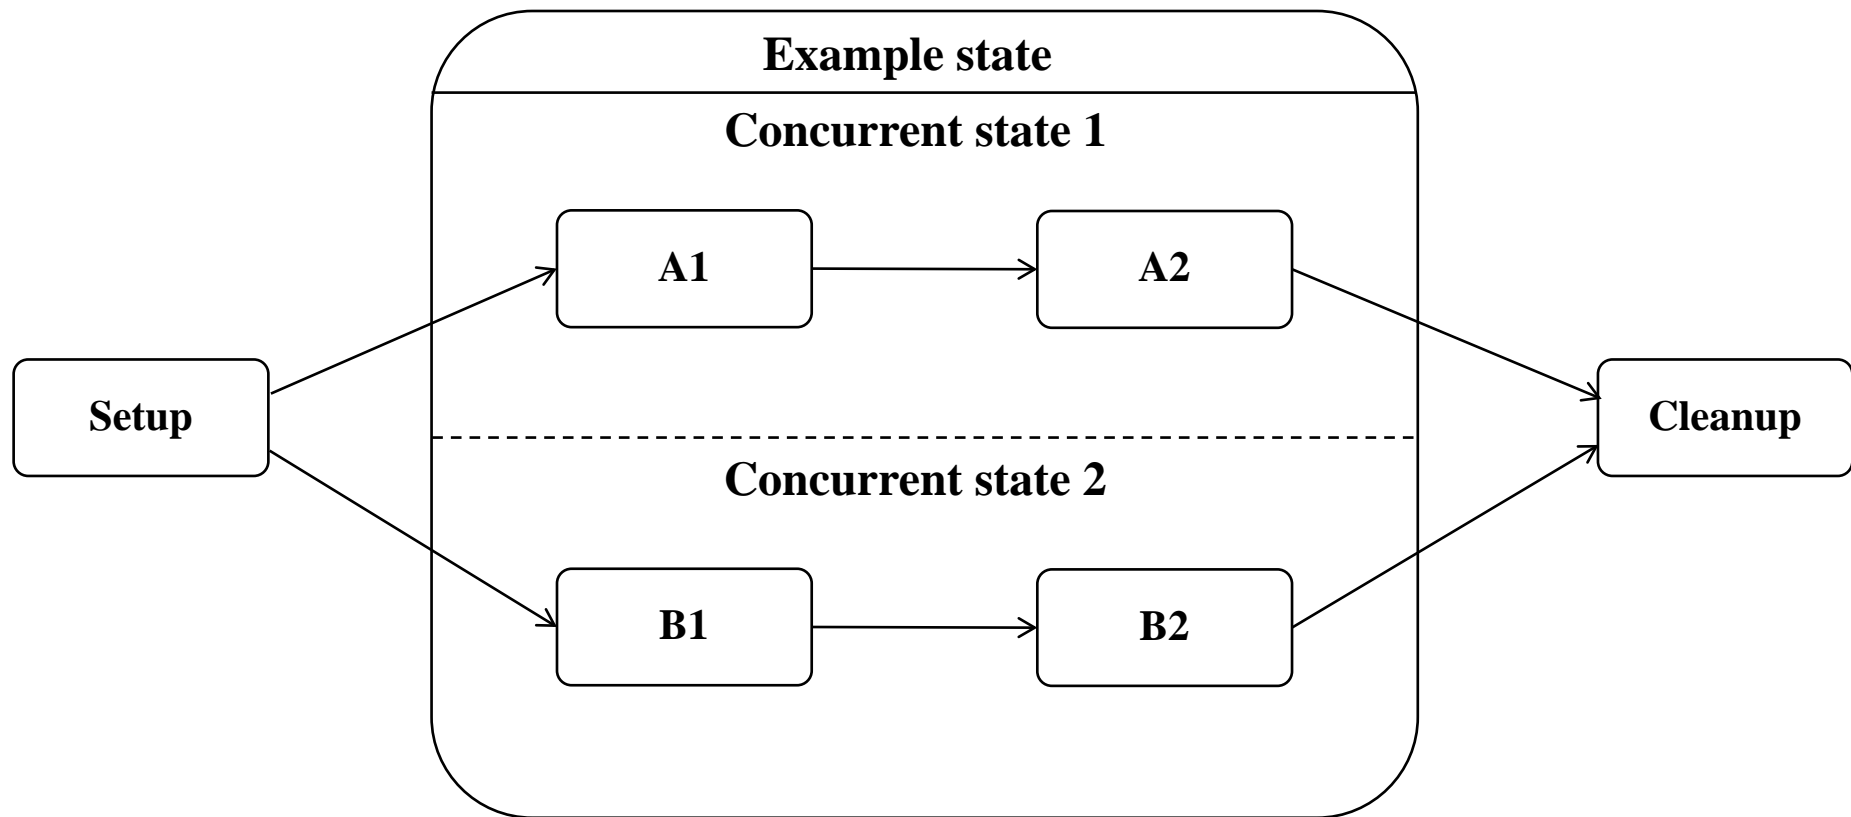 Example state
Concurrent state 1
A1
A2
Setup
Cleanup
Concurrent state 2
B1
B2